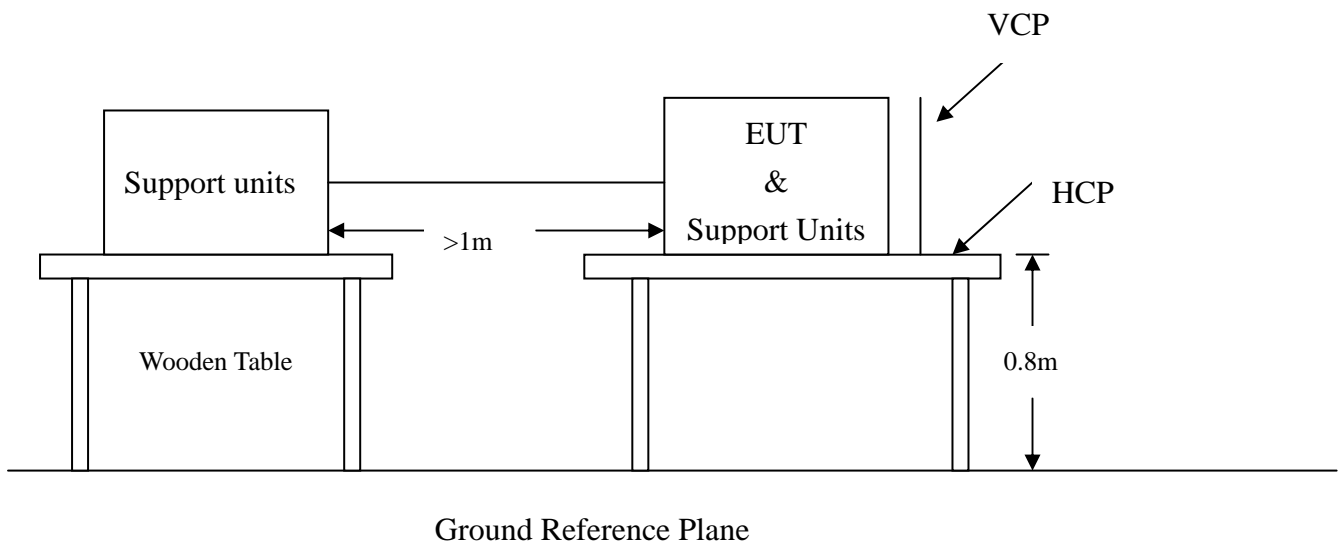 VCP
EUT
&
Support Units
Support units
HCP
>1m
Wooden Table
0.8m
Ground Reference Plane